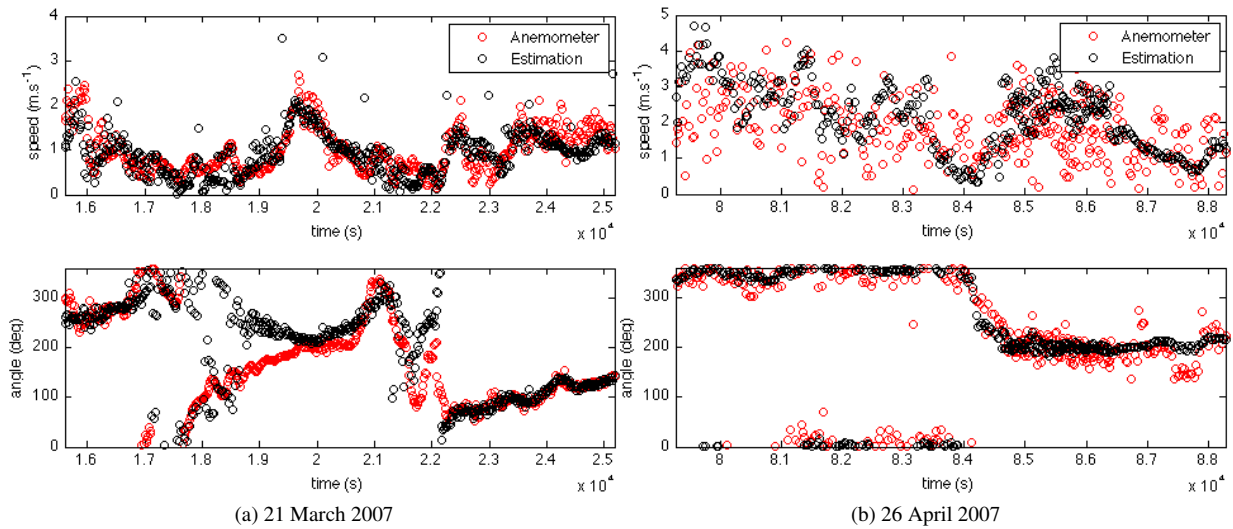 4
3
2
1
0
speed (m.s⁻¹)
Anemometer
Estimation
1.6 1.7 1.8 1.9 2 2.1 2.2 2.3 2.4 2.5
time (s)
x 10⁴
5
4
3
2
1
0
speed (m.s⁻¹)
Anemometer
Estimation
8 8.1 8.2 8.3 8.4 8.5 8.6 8.7 8.8
time (s)
x 10⁴
300
200
100
0
angle (deg)
1.6 1.7 1.8 1.9 2 2.1 2.2 2.3 2.4 2.5
time (s)
x 10⁴
300
200
100
0
angle (deg)
8 8.1 8.2 8.3 8.4 8.5 8.6 8.7 8.8
time (s)
x 10⁴
(a) 21 March 2007
(b) 26 April 2007